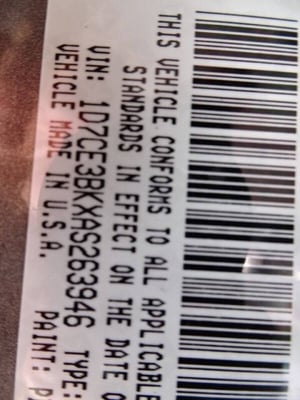 THIS VEHICLE CONFORMS TO ALL APPLICABLE
STANDARDS IN EFFECT ON THE DATE O
VIN: 1D7CE3BKXAS263946 TYPE:
VEHICLE MADE IN U.S.A. PAINT: P